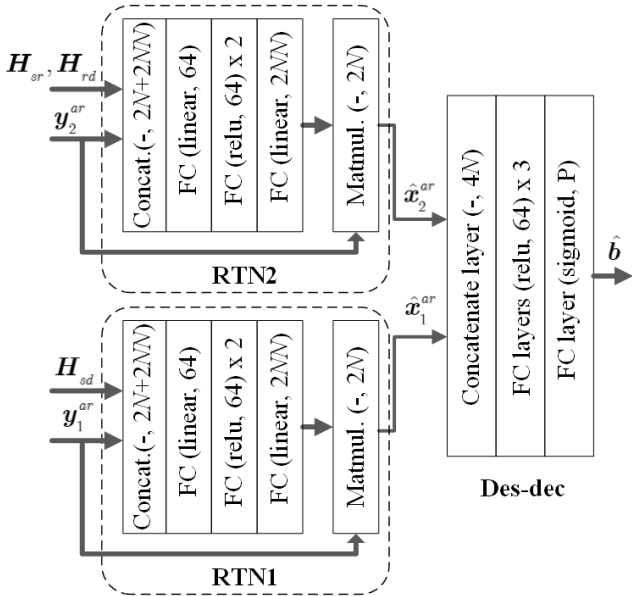 H_sr, H_rd
y_2^ar
Concat.(-, 2N+2NN)
FC (linear, 64)
FC (relu, 64) x 2
FC (linear, 2NN)
Matmul. (-, 2N)
RTN2
x̂_2^ar
H_sd
y_1^ar
Concat.(-, 2N+2NN)
FC (linear, 64)
FC (relu, 64) x 2
FC (linear, 2NN)
Matmul. (-, 2N)
RTN1
x̂_1^ar
Concatenate layer (-, 4N)
FC layers (relu, 64) x 3
FC layer (sigmoid, P)
b̂
Des-dec